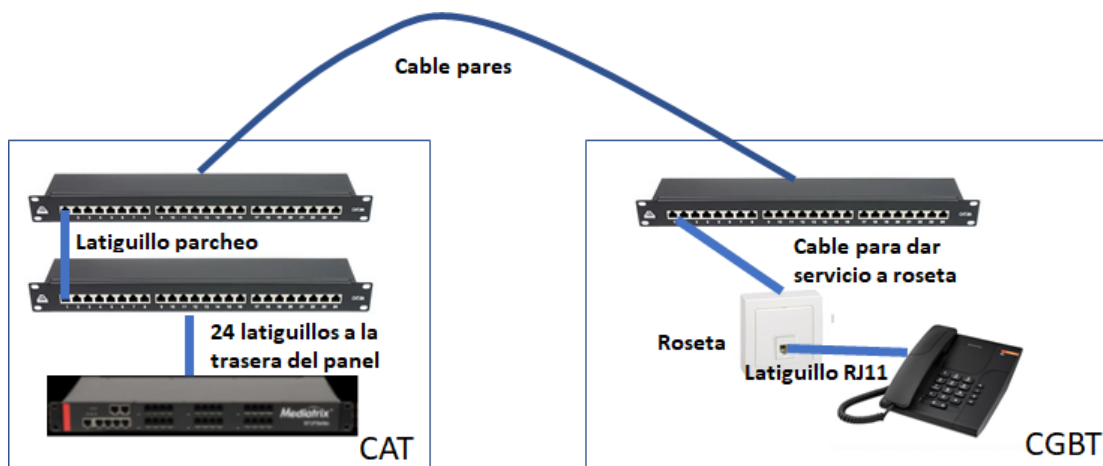 Cable pares
Latiguillo parcheo
24 latiguillos a la
trasera del panel
Mediatrix
CAT
Cable para dar
servicio a roseta
Roseta
Latiguillo RJ11
CGBT